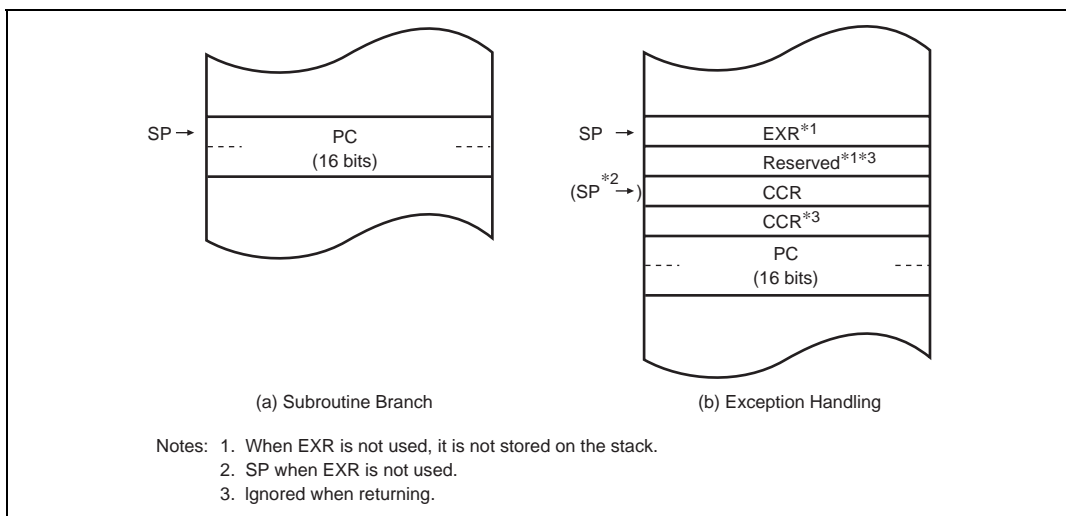 SP →
PC
(16 bits)
(a) Subroutine Branch
SP →
EXR*1
Reserved*1*3
(SP*2 →)
CCR
CCR*3
PC
(16 bits)
(b) Exception Handling
Notes: 1. When EXR is not used, it is not stored on the stack.
2. SP when EXR is not used.
3. Ignored when returning.